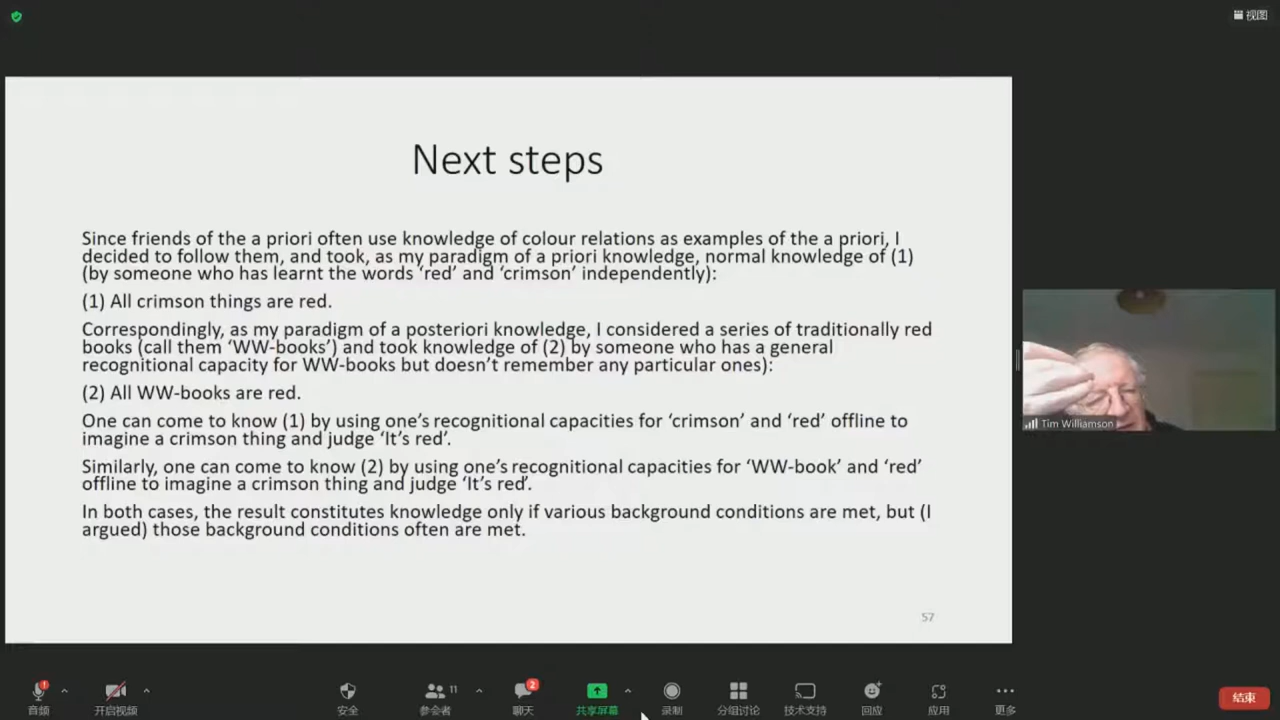 视图
Next steps
Since friends of the a priori often use knowledge of colour relations as examples of the a priori, I
decided to follow them, and took, as my paradigm of a priori knowledge, normal knowledge of (1)
(by someone who has learnt the words ‘red’ and ‘crimson’ independently):
(1) All crimson things are red.
Correspondingly, as my paradigm of a posteriori knowledge, I considered a series of traditionally red
books (call them ‘WW-books’) and took knowledge of (2) by someone who has a general
recognitional capacity for WW-books but doesn’t remember any particular ones):
(2) All WW-books are red.
One can come to know (1) by using one’s recognitional capacities for ‘crimson’ and ‘red’ offline to
imagine a crimson thing and judge ‘It’s red’.
Similarly, one can come to know (2) by using one’s recognitional capacities for ‘WW-book’ and ‘red’
offline to imagine a crimson thing and judge ‘It’s red’.
In both cases, the result constitutes knowledge only if various background conditions are met, but (I
argued) those background conditions often are met.
57
Tim Williamson
11
2
音频
开启视频
安全
参会者
聊天
共享屏幕
录制
分组讨论
技术支持
回应
应用
更多
结束